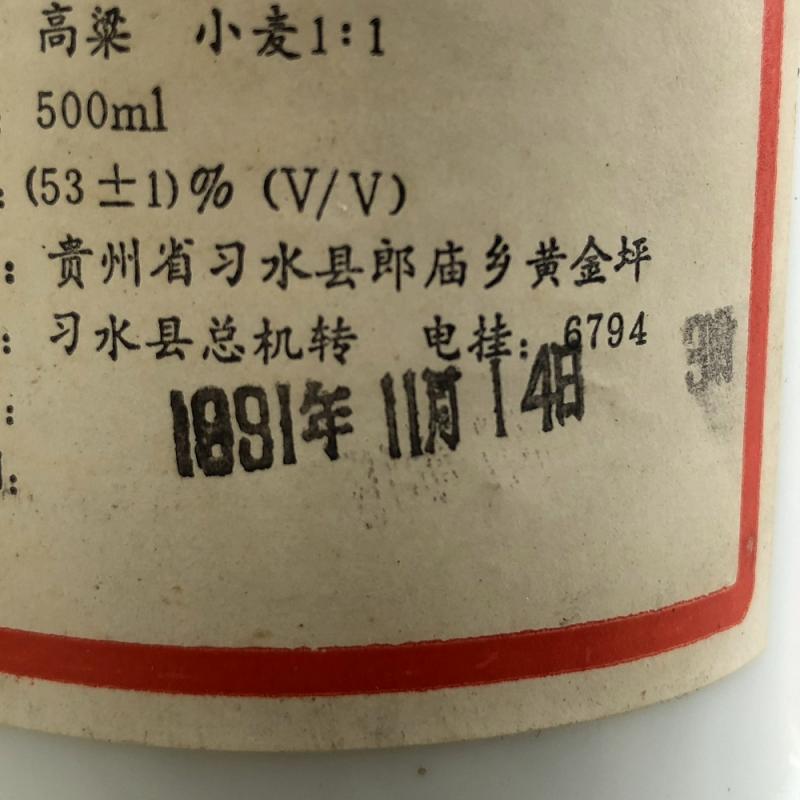 高粱 小麦1:1
: 500ml
:(53±1)% (V/V)
: 贵州省习水县郎庙乡黄金坪
: 习水县总机转 电挂: 6794
: 1991年 11月 14日
: